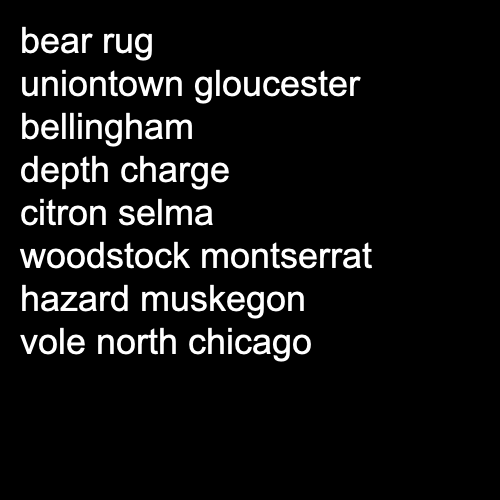 bear rug
uniontown gloucester
bellingham
depth charge
citron selma
woodstock montserrat
hazard muskegon
vole north chicago